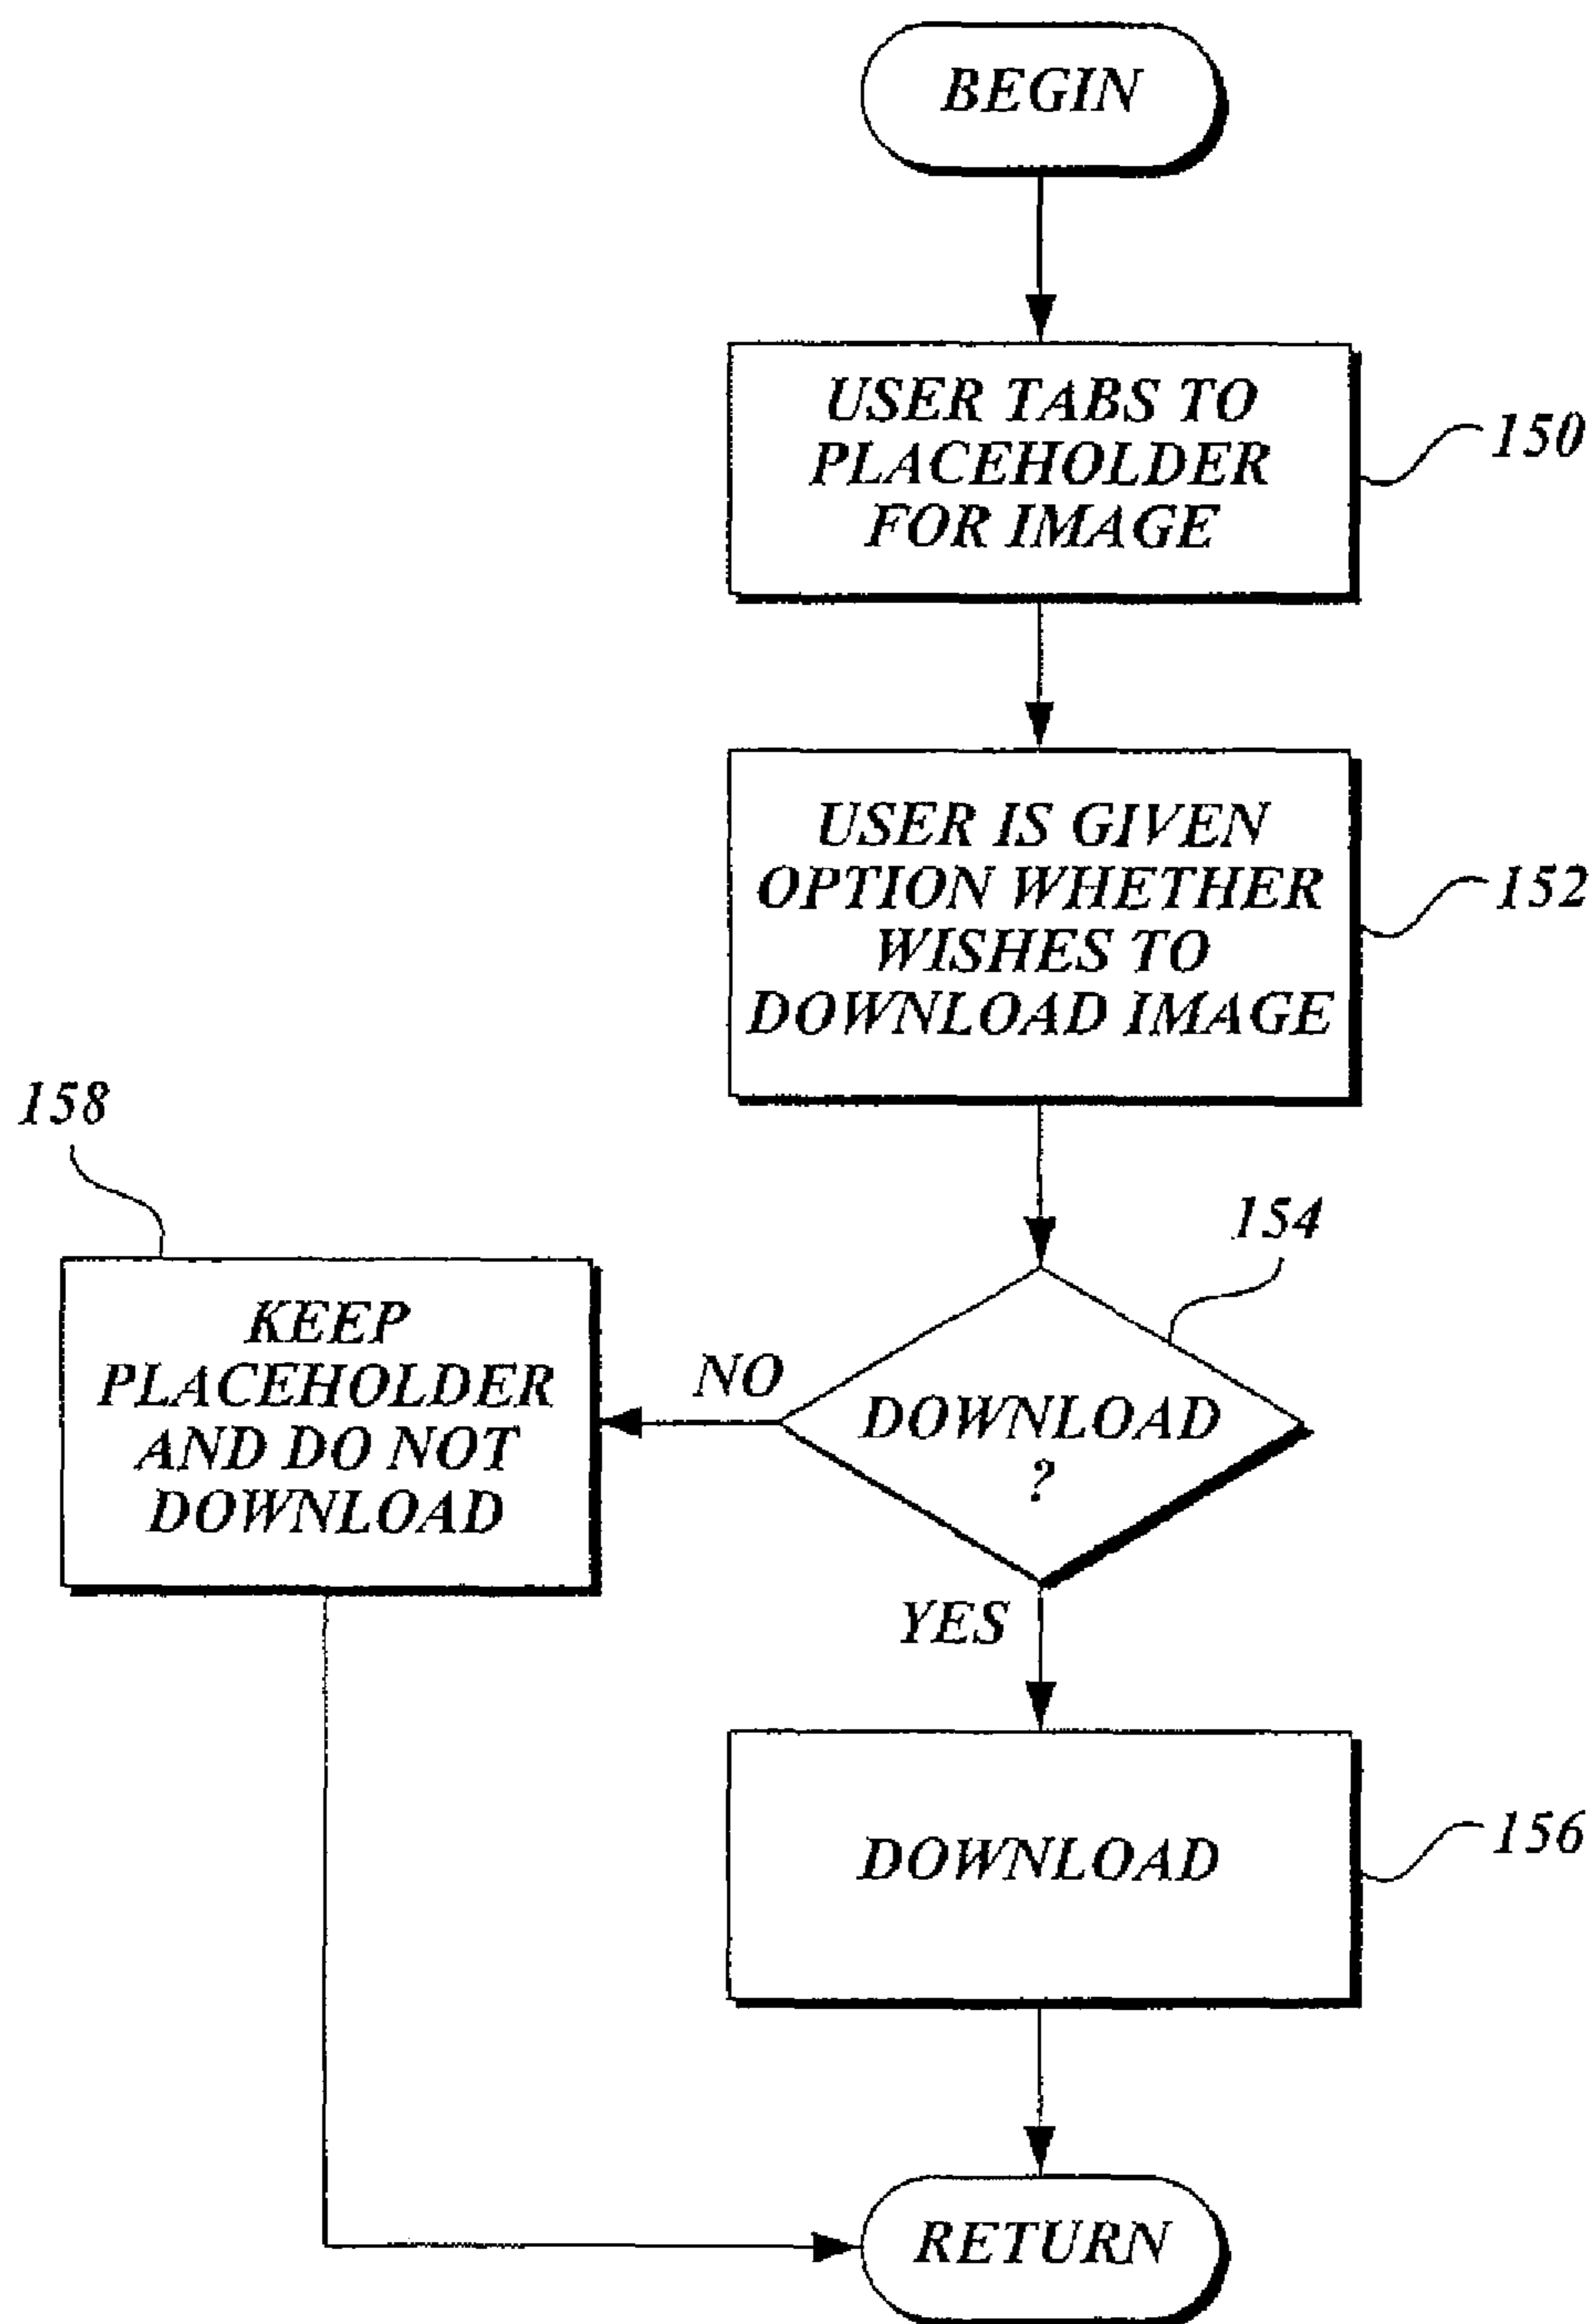 BEGIN
USER TABS TO
PLACEHOLDER
FOR IMAGE
150
USER IS GIVEN
OPTION WHETHER
WISHES TO
DOWNLOAD IMAGE
152
158
154
KEEP
PLACEHOLDER
AND DO NOT
DOWNLOAD
NO
DOWNLOAD
?
YES
DOWNLOAD
156
RETURN